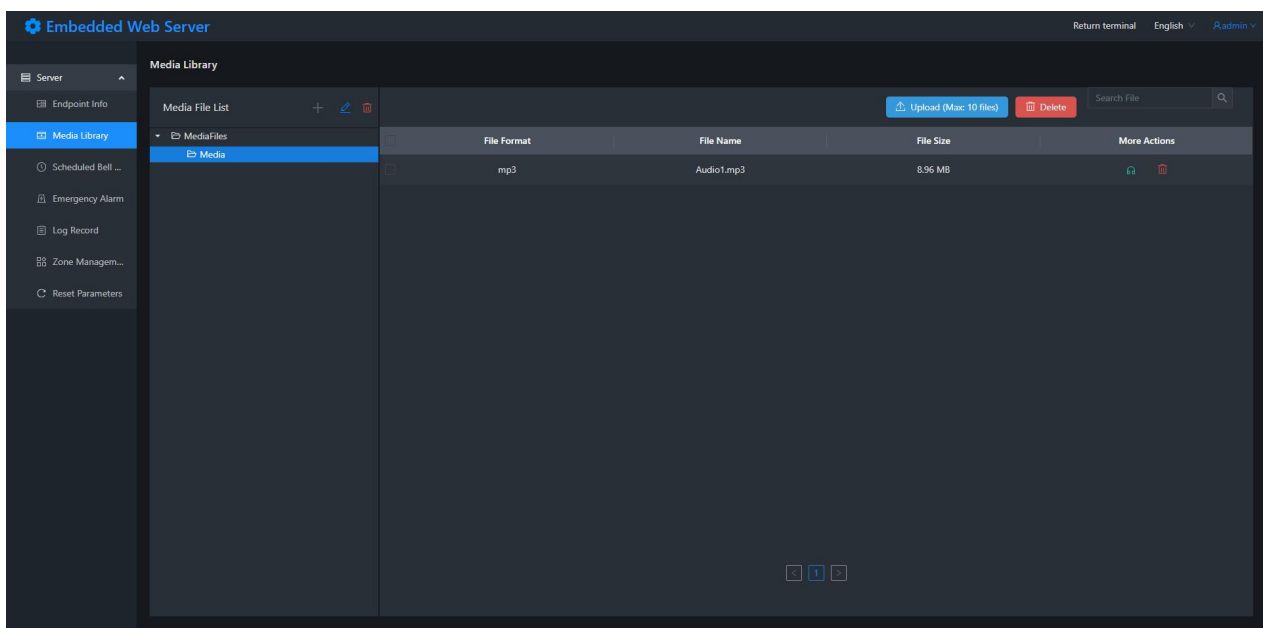 Embedded Web Server
Return terminal English admin
Server
Endpoint Info
Media Library
Scheduled Bell ...
Emergency Alarm
Log Record
Zone Managem...
Reset Parameters
Media Library
Media File List
MediaFiles
Media
Upload (Max: 10 files) Delete Search File
File Format File Name File Size More Actions
mp3 Audio1.mp3 8.96 MB
< 1 >